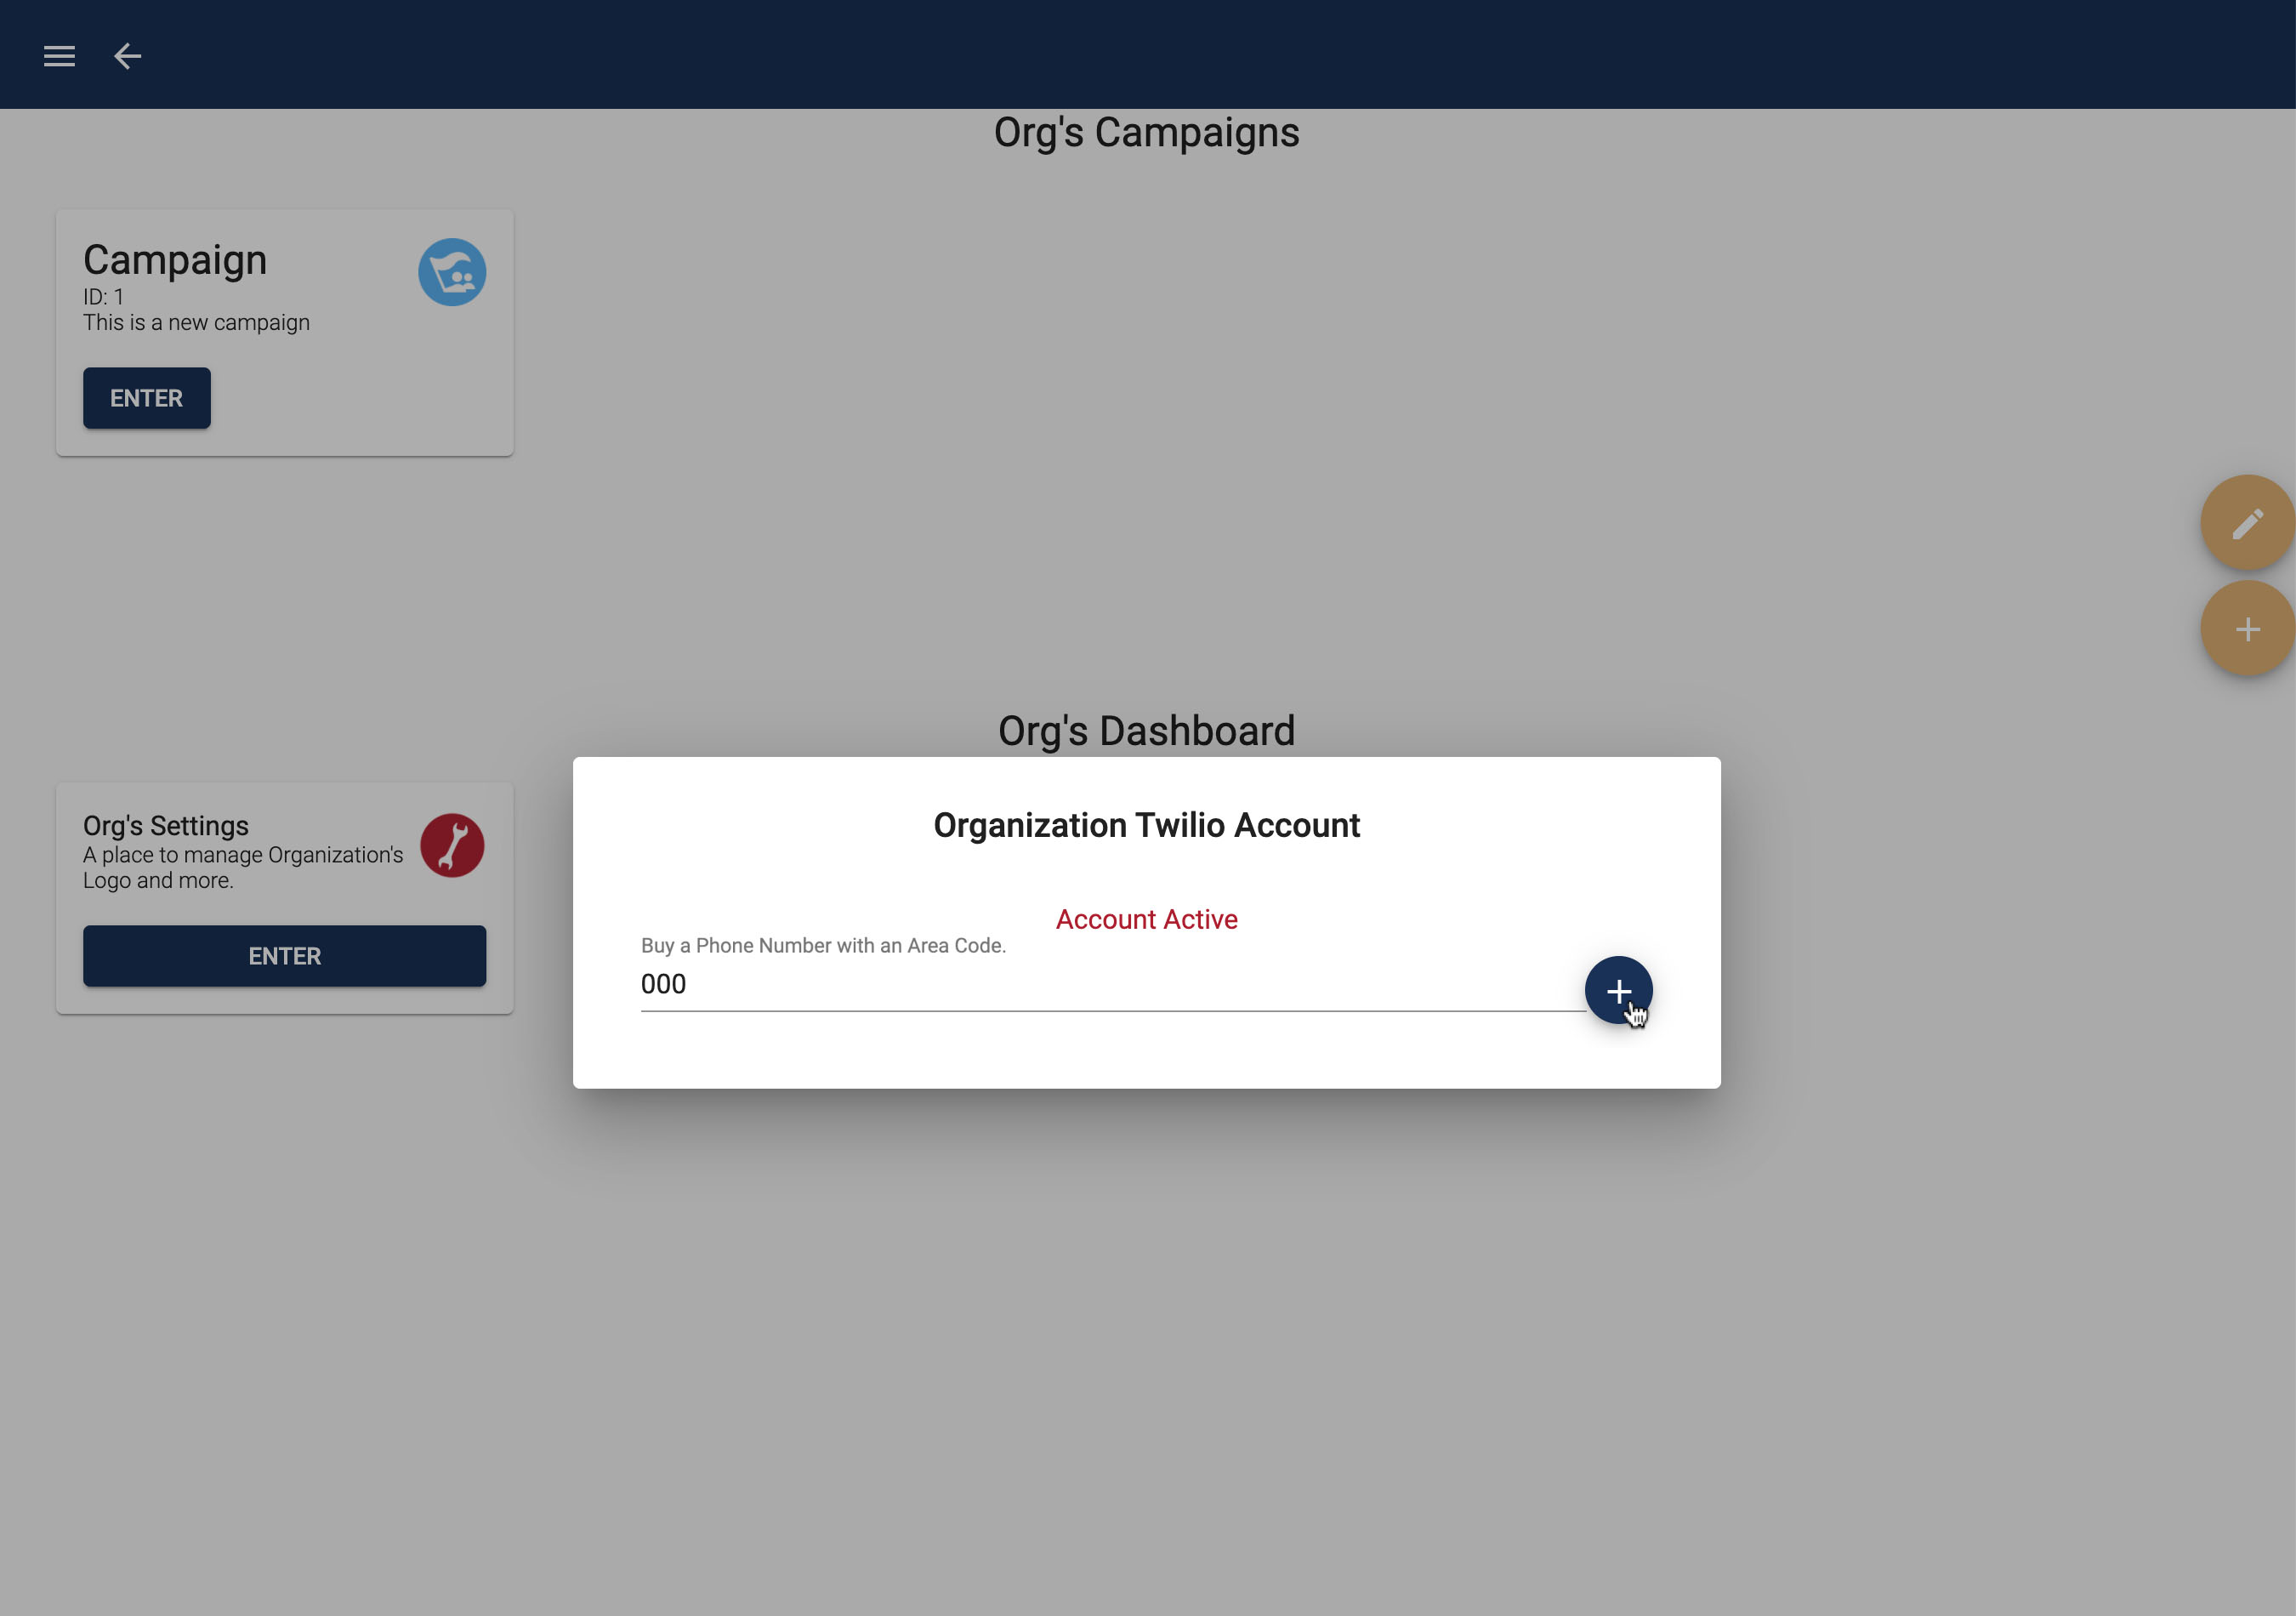 Org's Campaigns
Campaign
ID: 1
This is a new campaign
ENTER
Org's Dashboard
Org's Settings
A place to manage Organization's
Logo and more.
ENTER
Organization Twilio Account
Account Active
Buy a Phone Number with an Area Code.
000